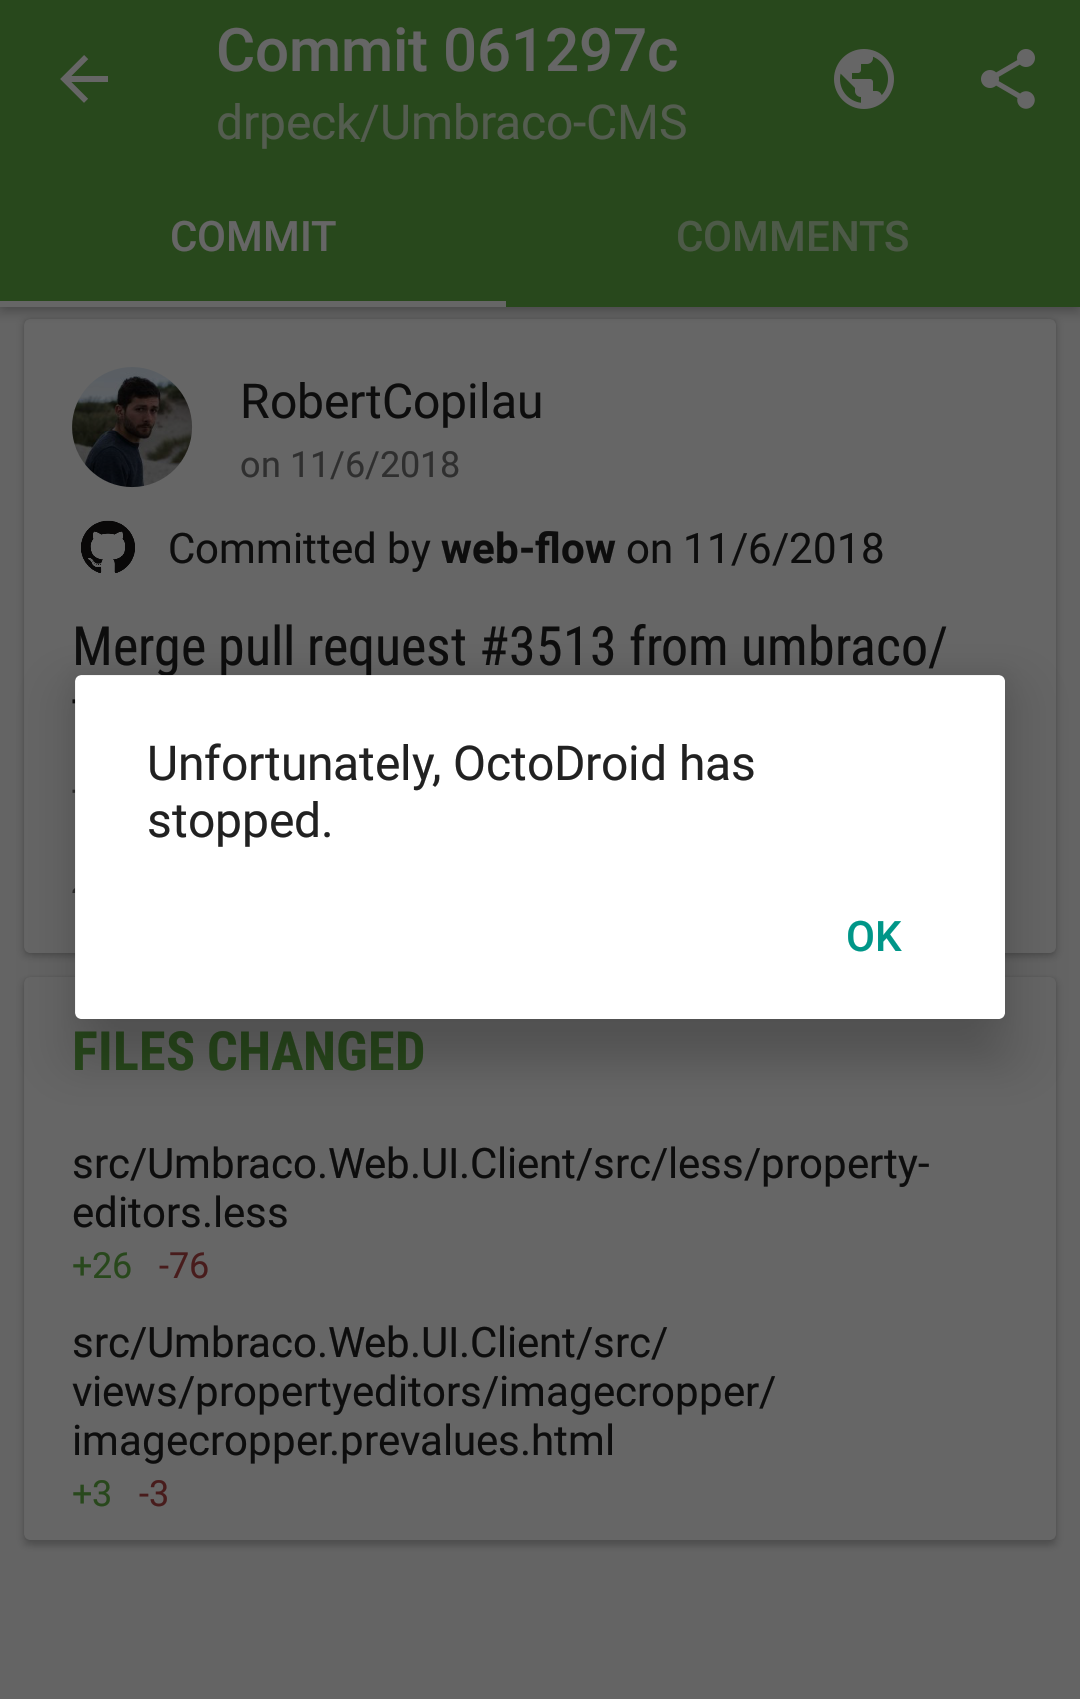 Commit 061297c
drpeck/Umbraco-CMS
COMMIT
COMMENTS
RobertCopilau
on 11/6/2018
Committed by web-flow on 11/6/2018
Merge pull request #3513 from umbraco/
Unfortunately, OctoDroid has
stopped.
OK
FILES CHANGED
src/Umbraco.Web.UI.Client/src/less/property-
editors.less
+26 -76
src/Umbraco.Web.UI.Client/src/
views/propertyeditors/imagecropper/
imagecropper.prevalues.html
+3 -3